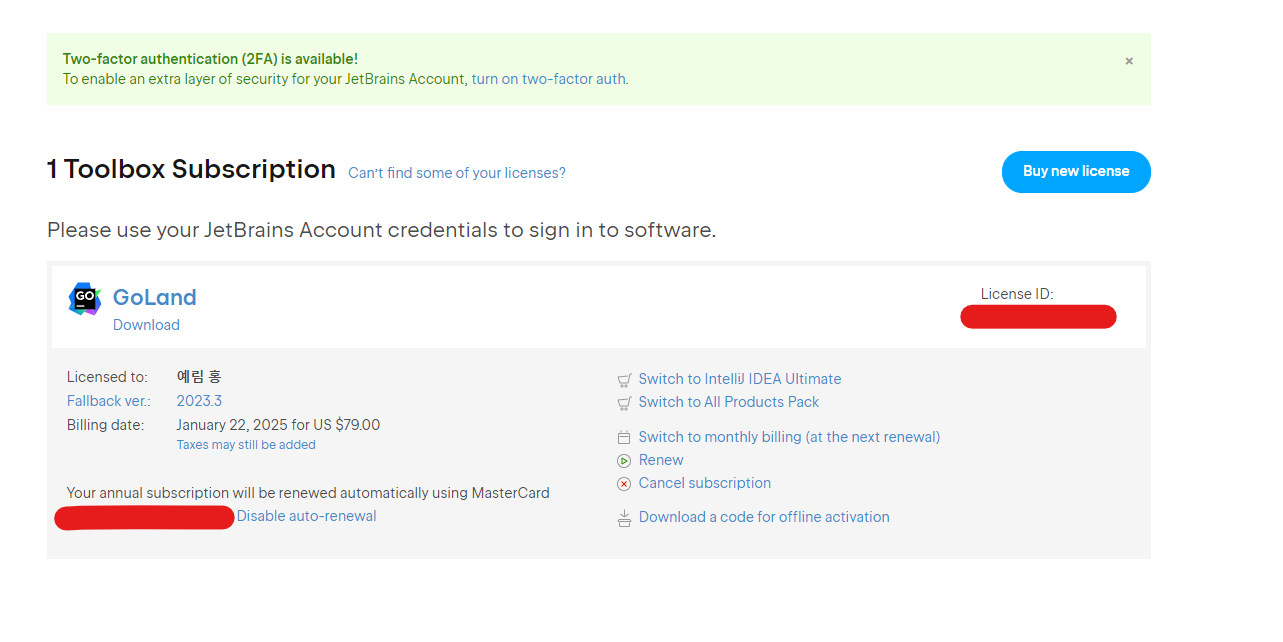 Two-factor authentication (2FA) is available!
×
To enable an extra layer of security for your JetBrains Account, turn on two-factor auth.
1 Toolbox Subscription Can't find some of your licenses?
Buy new license
Please use your JetBrains Account credentials to sign in to software.
GO
GoLand
Download
License ID:
Licensed to: 예림 홍
Fallback ver.: 2023.3
Billing date: January 22, 2025 for US $79.00
Taxes may still be added
Your annual subscription will be renewed automatically using MasterCard
Disable auto-renewal
Switch to IntelliJ IDEA Ultimate
Switch to All Products Pack
Switch to monthly billing (at the next renewal)
Renew
Cancel subscription
Download a code for offline activation